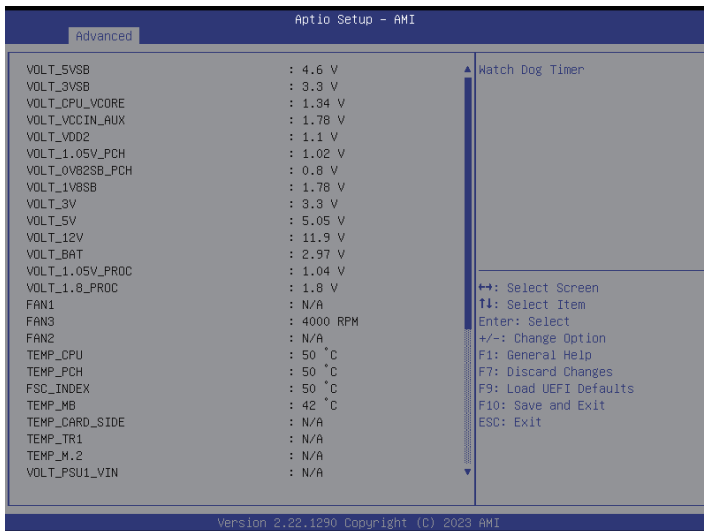 Aptio Setup - AMI
Advanced
VOLT_5VSB : 4.6 V
VOLT_3VSB : 3.3 V
VOLT_CPU_VCORE : 1.34 V
VOLT_VCCIN_AUX : 1.78 V
VOLT_VDD2 : 1.1 V
VOLT_1.05V_PCH : 1.02 V
VOLT_0V82SB_PCH : 0.8 V
VOLT_1V8SB : 1.78 V
VOLT_3V : 3.3 V
VOLT_5V : 5.05 V
VOLT_12V : 11.9 V
VOLT_BAT : 2.97 V
VOLT_1.05V_PROC : 1.04 V
VOLT_1.8_PROC : 1.8 V
FAN1 : N/A
FAN3 : 4000 RPM
FAN2 : N/A
TEMP_CPU : 50 °C
TEMP_PCH : 50 °C
FSC_INDEX : 50 °C
TEMP_MB : 42 °C
TEMP_CARD_SIDE : N/A
TEMP_TR1 : N/A
TEMP_M.2 : N/A
VOLT_PSU1_VIN : N/A
Watch Dog Timer
↔: Select Screen
↑↓: Select Item
Enter: Select
+/-: Change Option
F1: General Help
F7: Discard Changes
F9: Load UEFI Defaults
F10: Save and Exit
ESC: Exit
Version 2.22.1290 Copyright (C) 2023 AMI